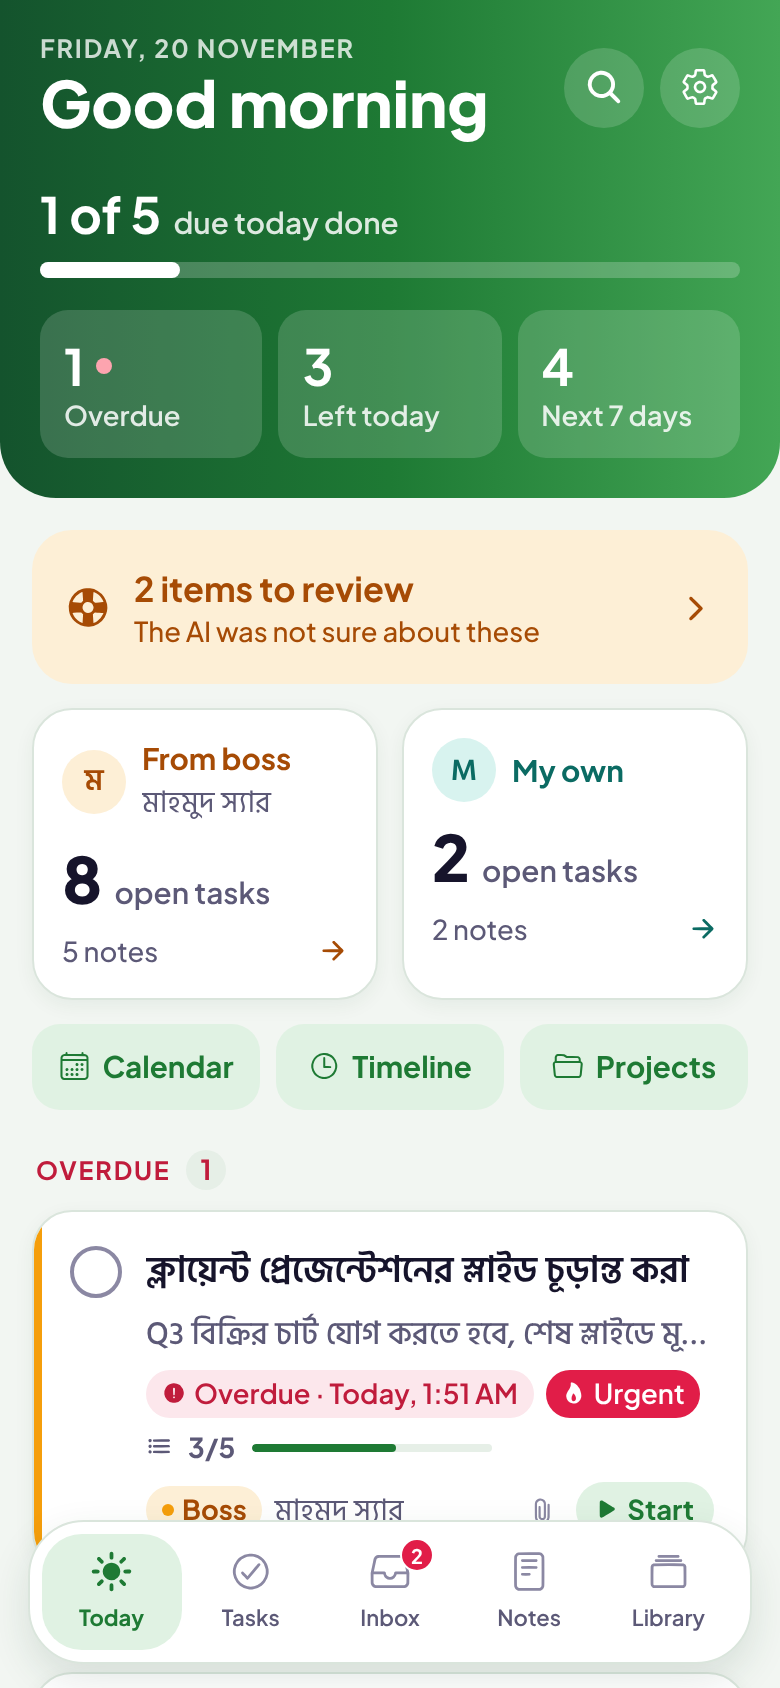 FRIDAY, 20 NOVEMBER
Good morning
1 of 5 due today done
1
Overdue
3
Left today
4
Next 7 days
2 items to review
The AI was not sure about these
ম
From boss
মাহমুদ স্যার
8 open tasks
5 notes
M
My own
2 open tasks
2 notes
Calendar
Timeline
Projects
OVERDUE 1
ক্লায়েন্ট প্রেজেন্টেশনের স্লাইড চূড়ান্ত করা
Q3 বিক্রির চার্ট যোগ করতে হবে, শেষ স্লাইডে মূ...
Overdue · Today, 1:51 AM
Urgent
3/5
Boss মাহমুদ স্যার
Start
Today
Tasks
2
Inbox
Notes
Library